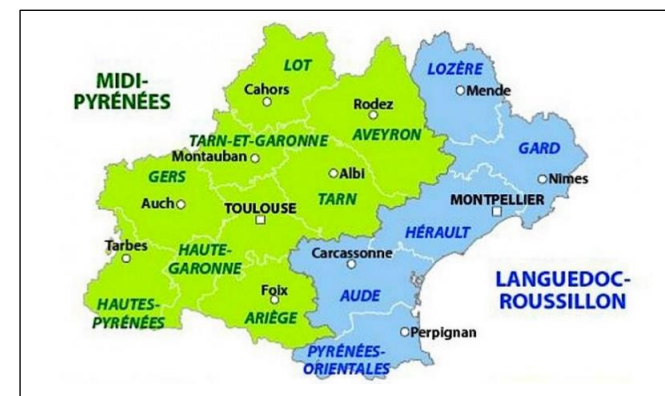 MIDI-
PYRÉNÉES
LOT
Cahors
LOZÈRE
Mende
Rodez
AVEYRON
TARN-ET-GARONNE
Montauban
GARD
Nîmes
GERS
Auch
Albi
TARN
TOULOUSE
MONTPELLIER
HÉRAULT
Tarbes
HAUTE-
GARONNE
Carcassonne
LANGUEDOC-
ROUSSILLON
HAUTES-
PYRÉNÉES
Foix
ARIÈGE
AUDE
Perpignan
PYRÉNÉES-
ORIENTALES